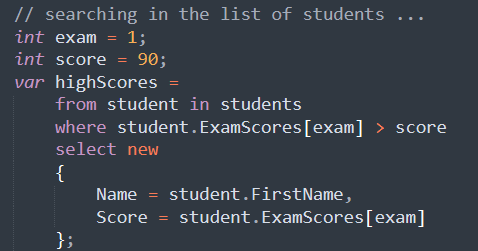 // searching in the list of students ...
int exam = 1;
int score = 90;
var highScores =
    from student in students
    where student.ExamScores[exam] > score
    select new
    {
        Name = student.FirstName,
        Score = student.ExamScores[exam]
    };